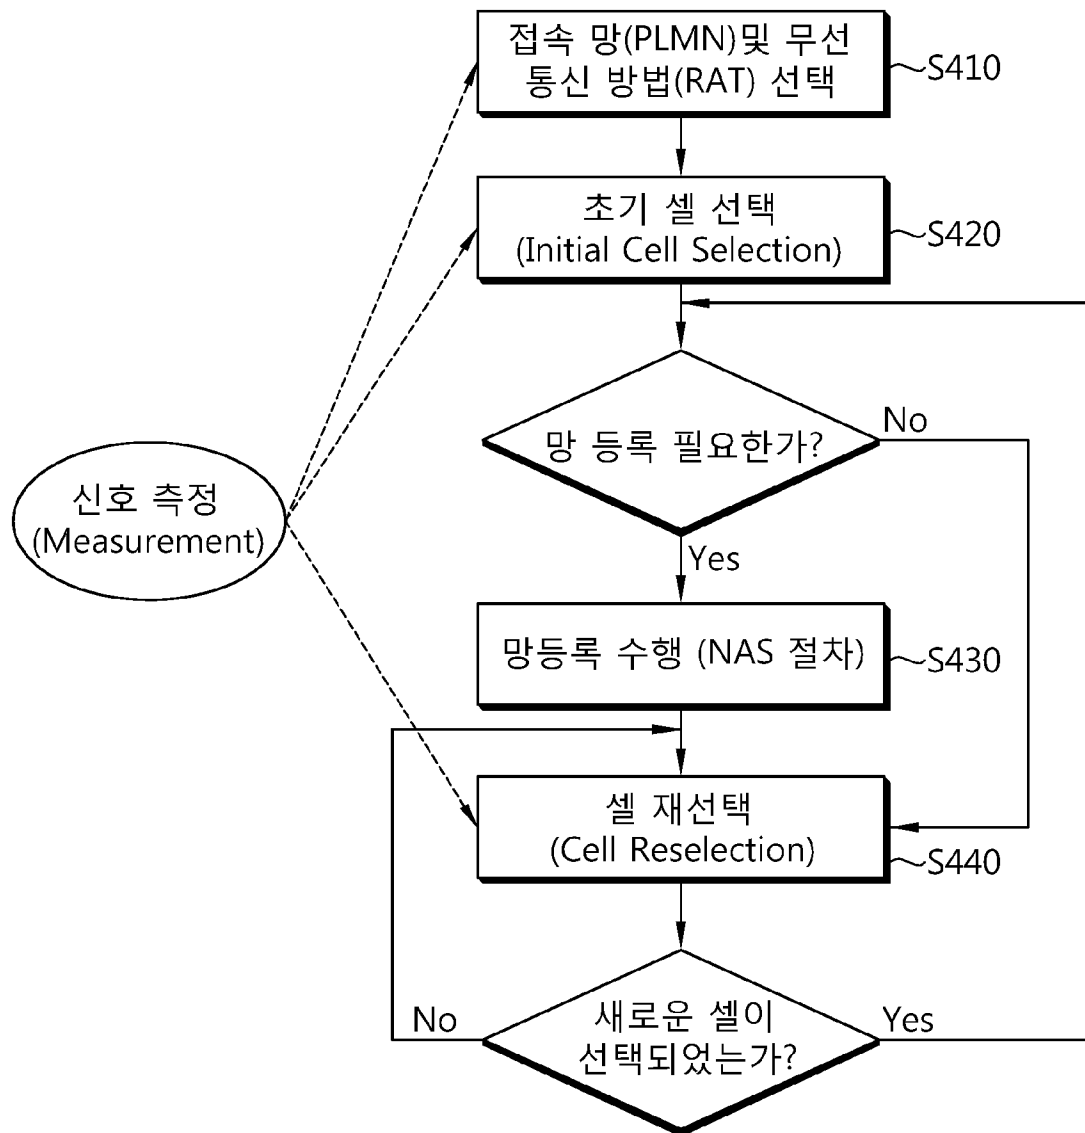 접속 망(PLMN)및 무선
통신 방법(RAT) 선택
S410
초기 셀 선택
(Initial Cell Selection)
S420
망 등록 필요한가?
No
Yes
신호 측정
(Measurement)
망등록 수행 (NAS 절차)
S430
셀 재선택
(Cell Reselection)
S440
새로운 셀이
선택되었는가?
No
Yes